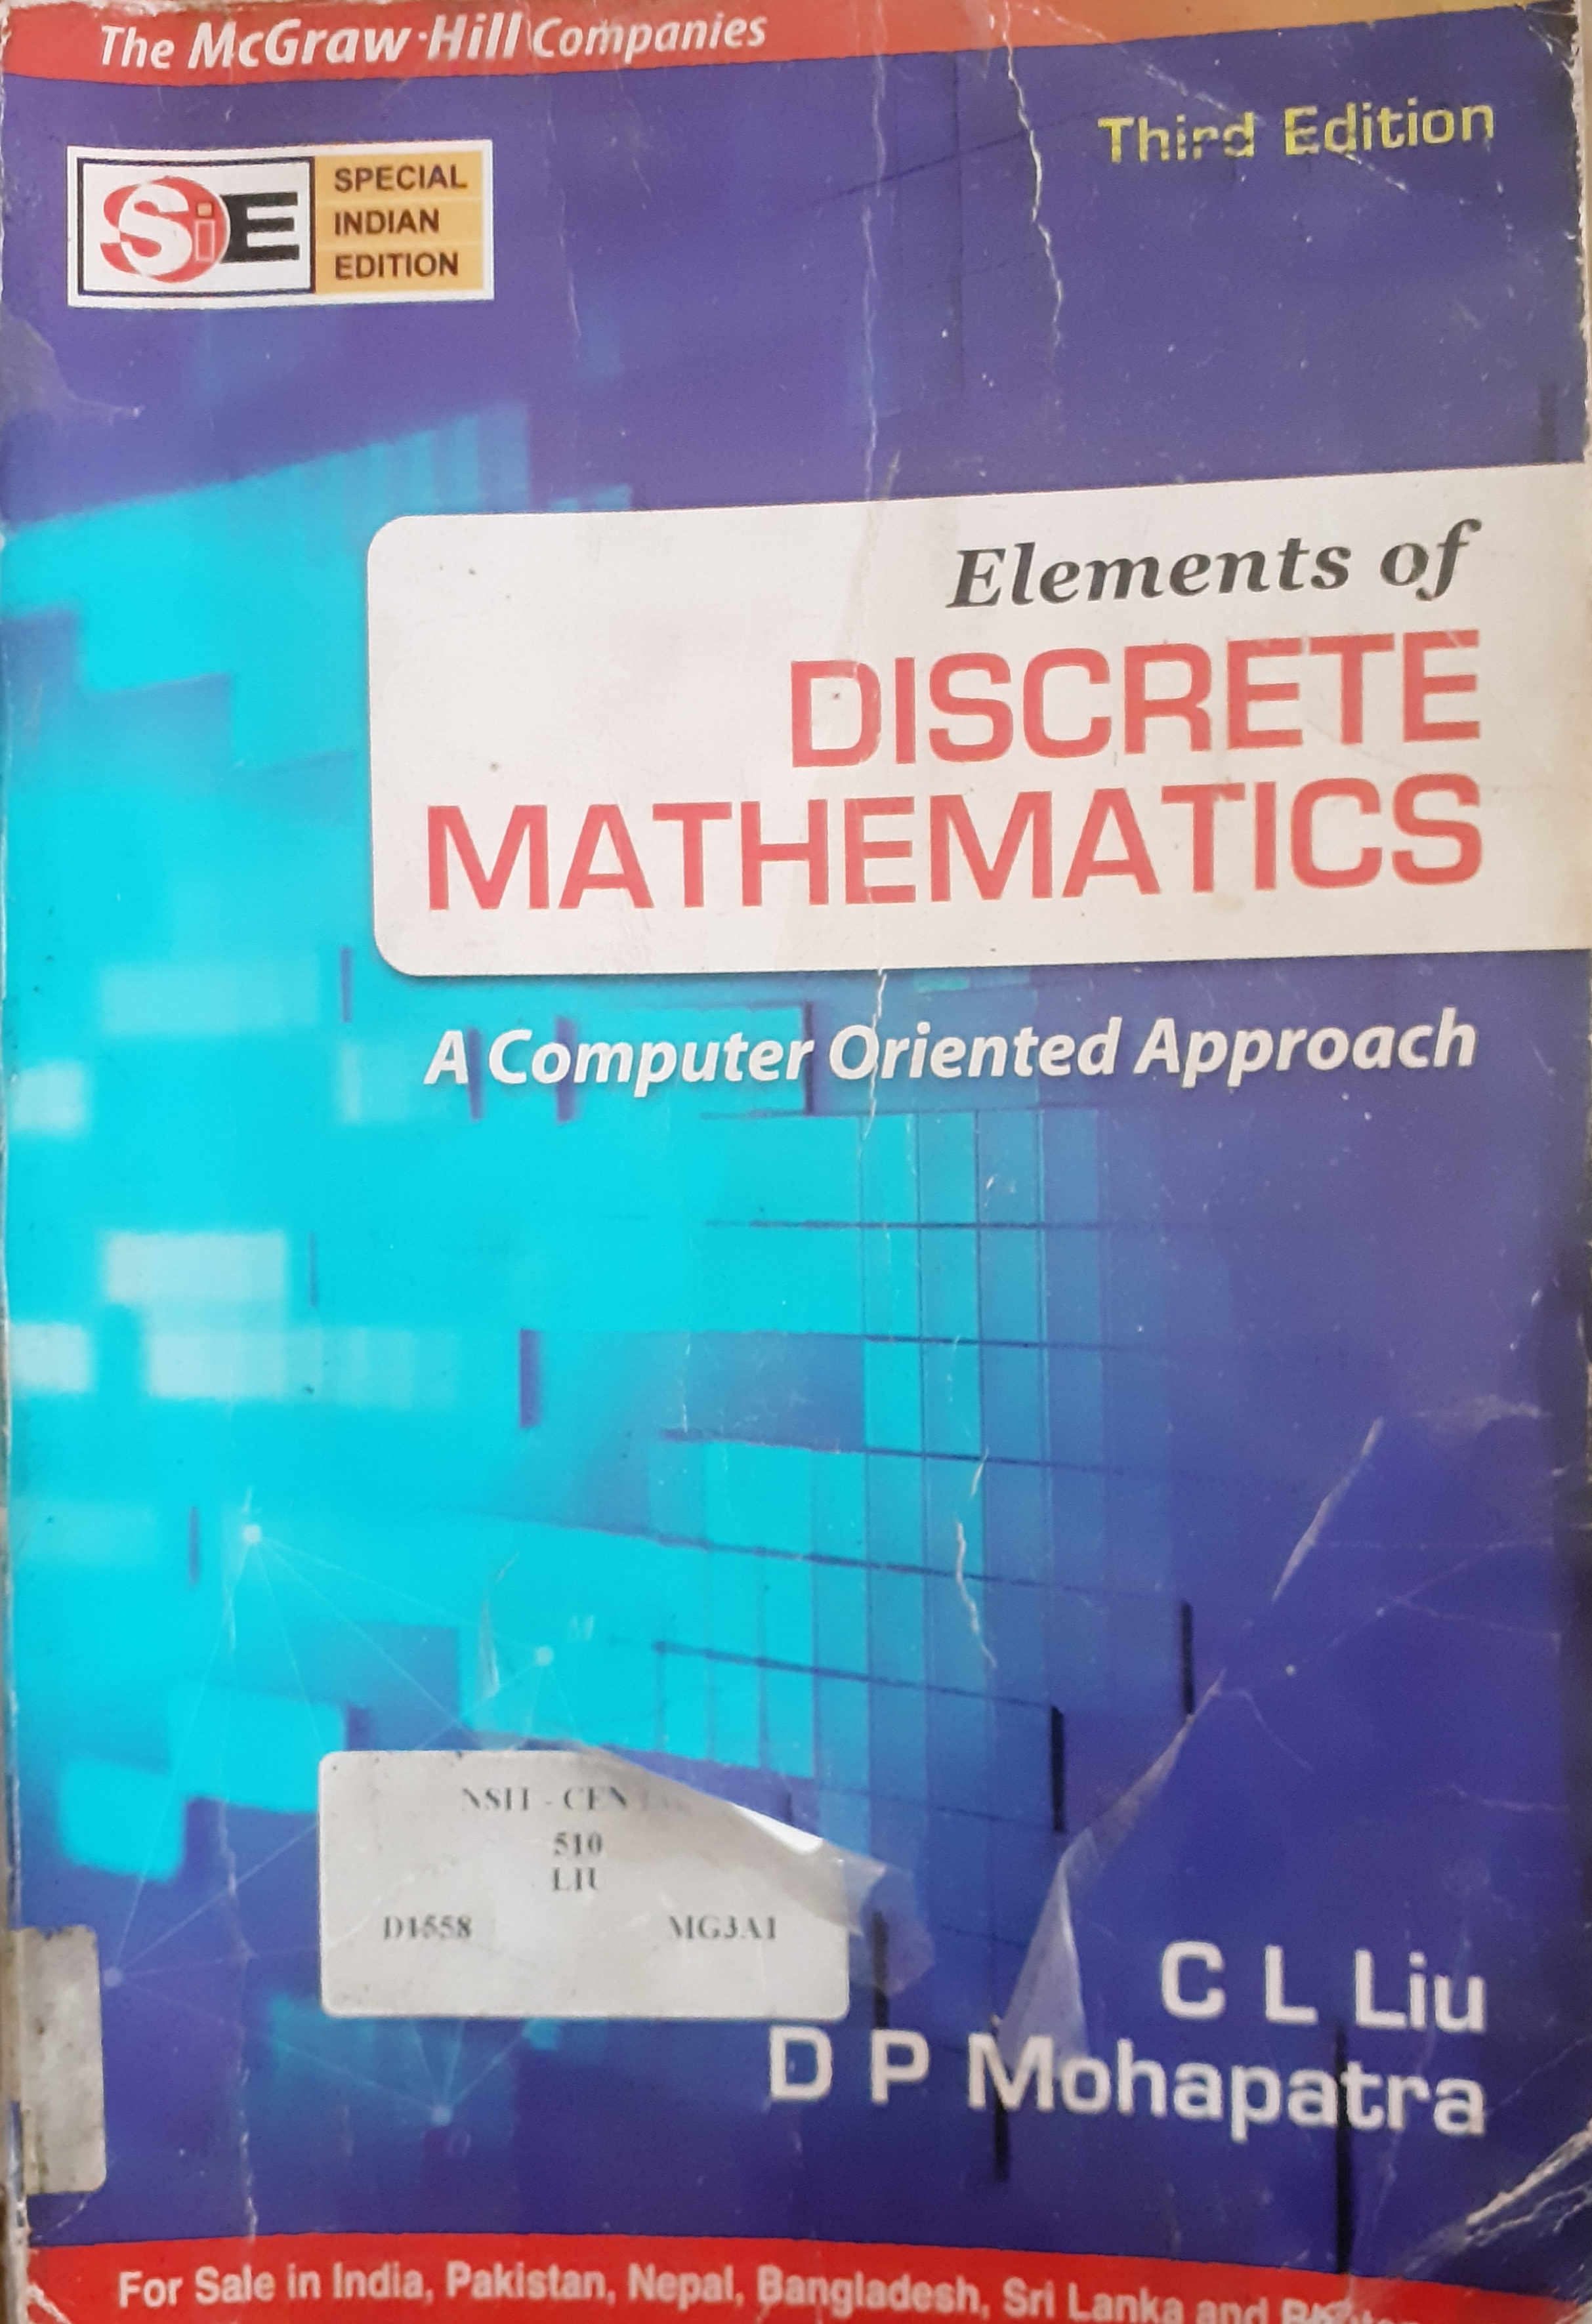 The McGraw·Hill Companies
Third Edition
SiE
SPECIAL
INDIAN
EDITION
Elements of
DISCRETE
MATHEMATICS
A Computer Oriented Approach
510
LIU
D1558 MG3A1
C L Liu
D P Mohapatra
For Sale in India, Pakistan, Nepal, Bangladesh, Sri Lanka and